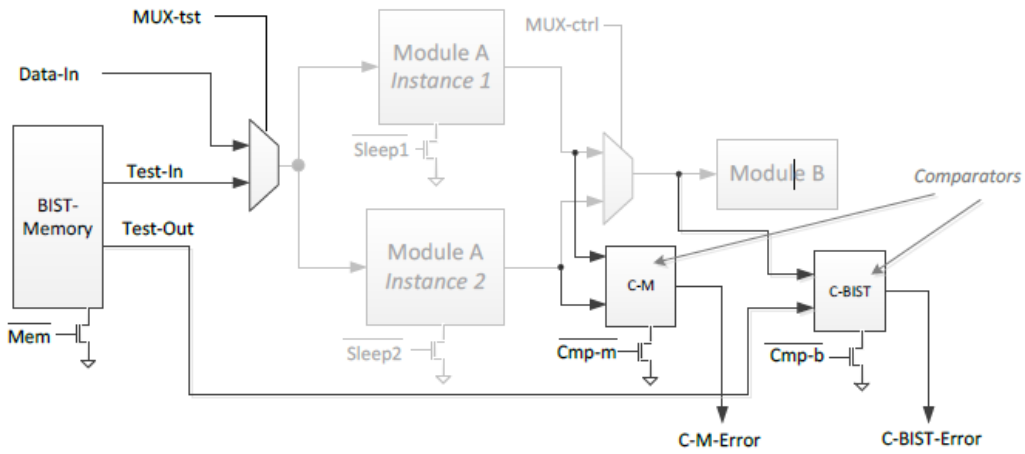 MUX-tst
MUX-ctrl
Data-In
Module A
Instance 1
Sleep1
Test-In
BIST-
Memory
Module B
Comparators
Test-Out
Module A
Instance 2
C-M
C-BIST
Mem
Sleep2
Cmp-m
Cmp-b
C-M-Error
C-BIST-Error